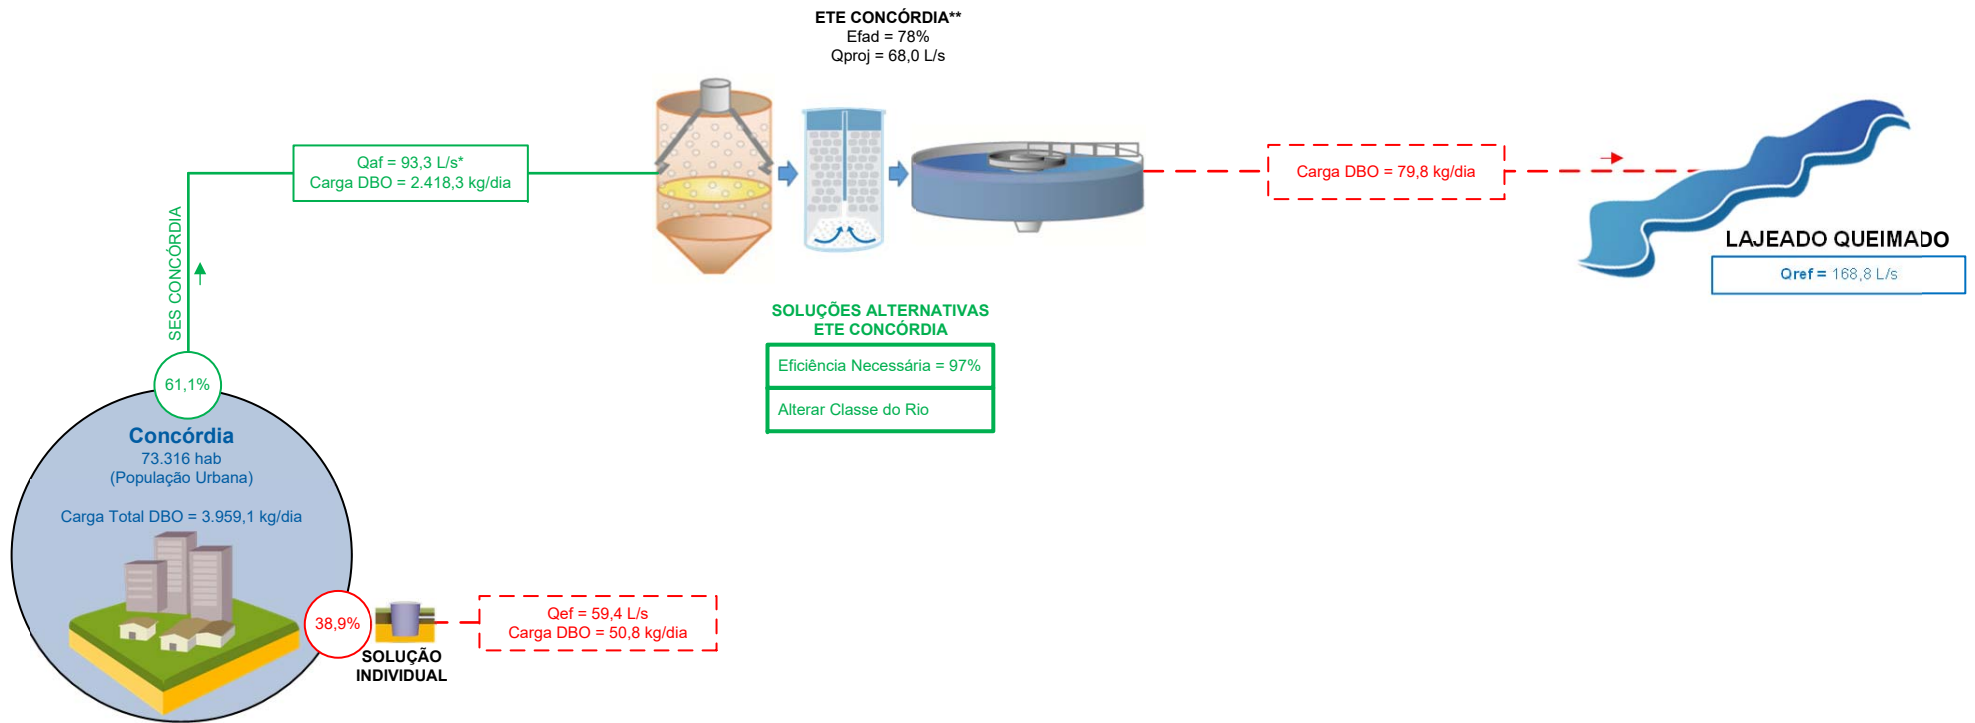 ETE CONCÓRDIA**
Efad = 78%
Qproj = 68,0 L/s
Qaf = 93,3 L/s*
Carga DBO = 2.418,3 kg/dia
Carga DBO = 79,8 kg/dia
SES CONCÓRDIA
LAJEADO QUEIMADO
Qref = 168,8 L/s
SOLUÇÕES ALTERNATIVAS
ETE CONCÓRDIA
Eficiência Necessária = 97%
Alterar Classe do Rio
61,1%
Concórdia
73.316 hab
(População Urbana)
Carga Total DBO = 3.959,1 kg/dia
38,9%
SOLUÇÃO
INDIVIDUAL
Qef = 59,4 L/s
Carga DBO = 50,8 kg/dia